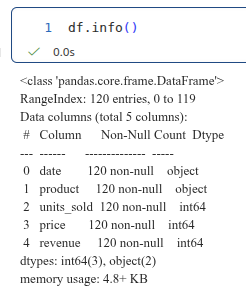 1 df.info()
0.0s
<class 'pandas.core.frame.DataFrame'>
RangeIndex: 120 entries, 0 to 119
Data columns (total 5 columns):
# Column Non-Null Count Dtype
--- ------ -------------- -----
0 date 120 non-null object
1 product 120 non-null object
2 units_sold 120 non-null int64
3 price 120 non-null int64
4 revenue 120 non-null int64
dtypes: int64(3), object(2)
memory usage: 4.8+ KB